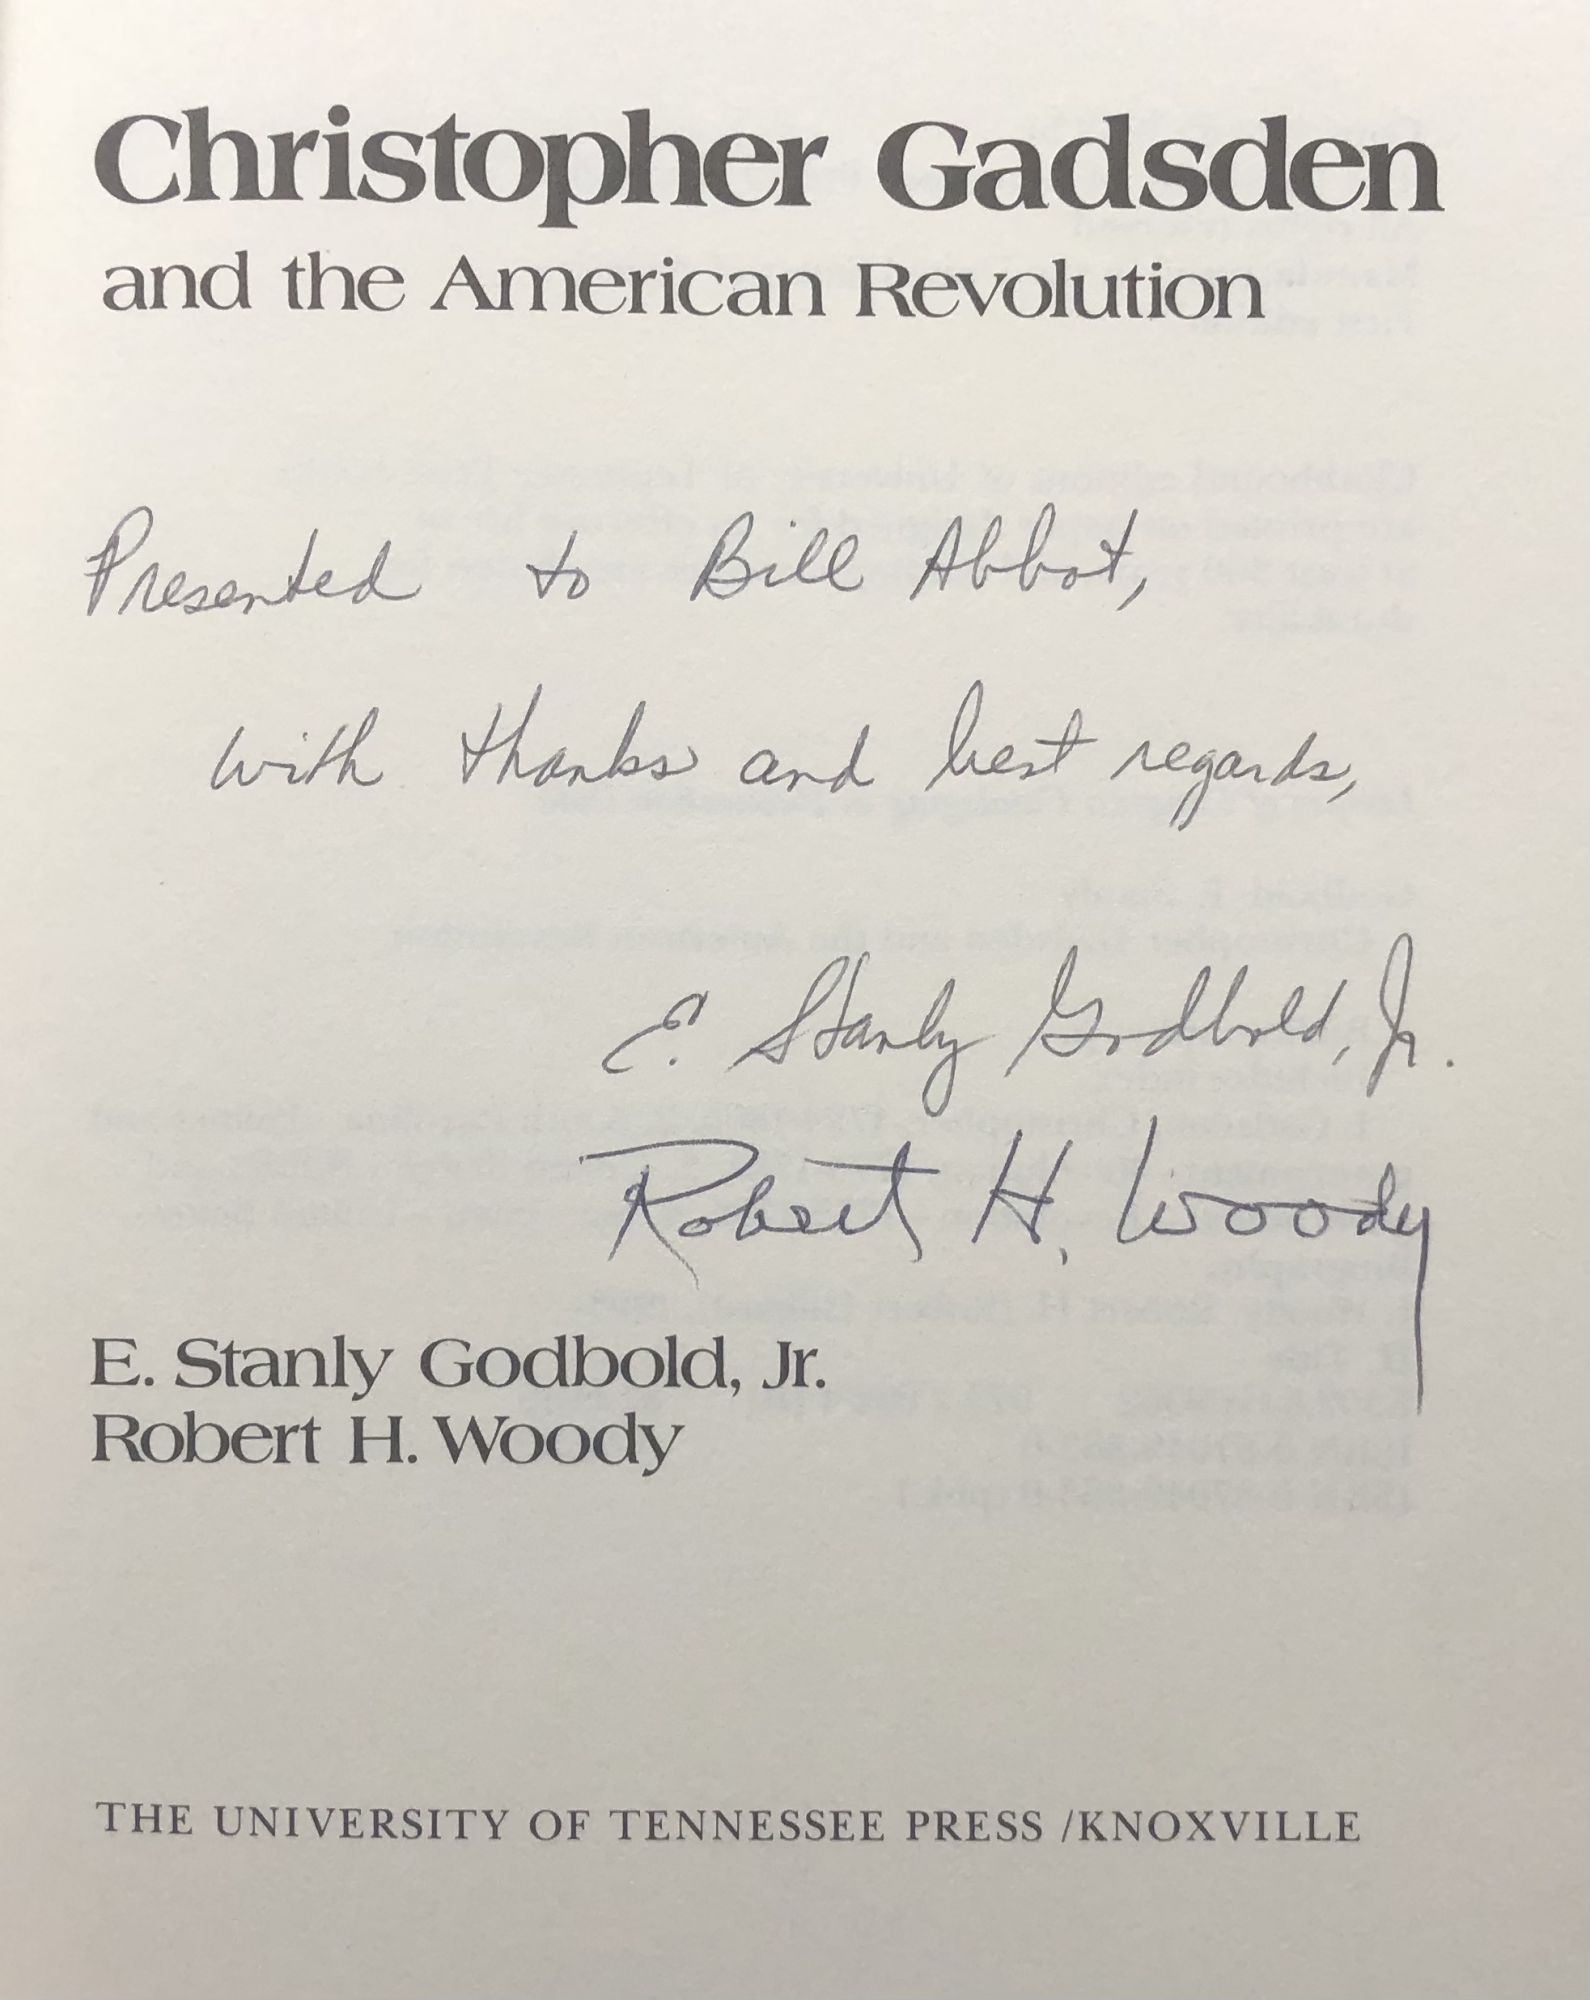 Christopher Gadsden
and the American Revolution
Presented to Bill Abbot,
with thanks and best regards,
E. Stanly Godbold, Jr.
Robert H. Woody
E. Stanly Godbold, Jr.
Robert H. Woody
THE UNIVERSITY OF TENNESSEE PRESS /KNOXVILLE